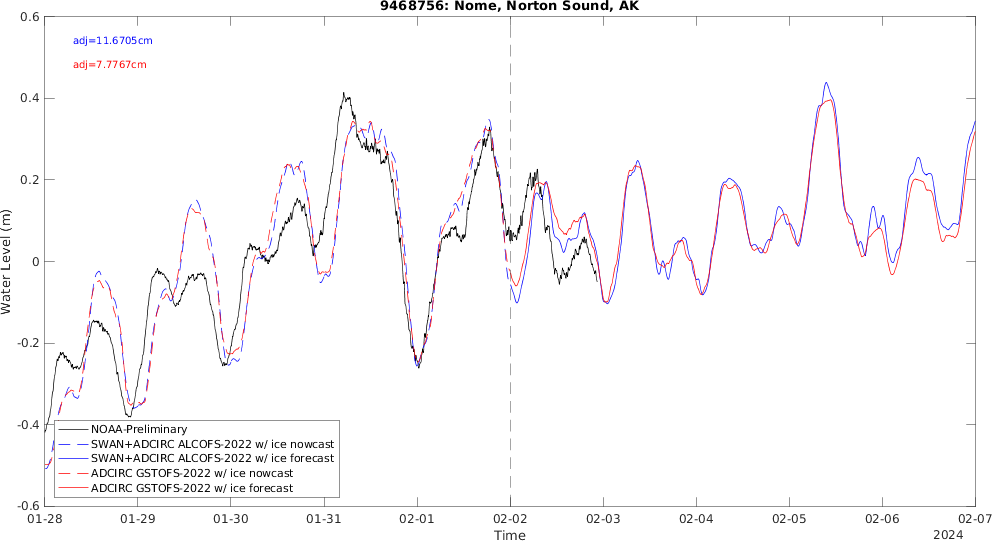 9468756: Nome, Norton Sound, AK
adj=11.6705cm
adj=7.7767cm
Water Level (m)
0.6
0.4
0.2
0
-0.2
-0.4
-0.6
NOAA-Preliminary
SWAN+ADCIRC ALCOFS-2022 w/ ice nowcast
SWAN+ADCIRC ALCOFS-2022 w/ ice forecast
ADCIRC GSTOFS-2022 w/ ice nowcast
ADCIRC GSTOFS-2022 w/ ice forecast
01-28 01-29 01-30 01-31 02-01 02-02 02-03 02-04 02-05 02-06 02-07
Time
2024